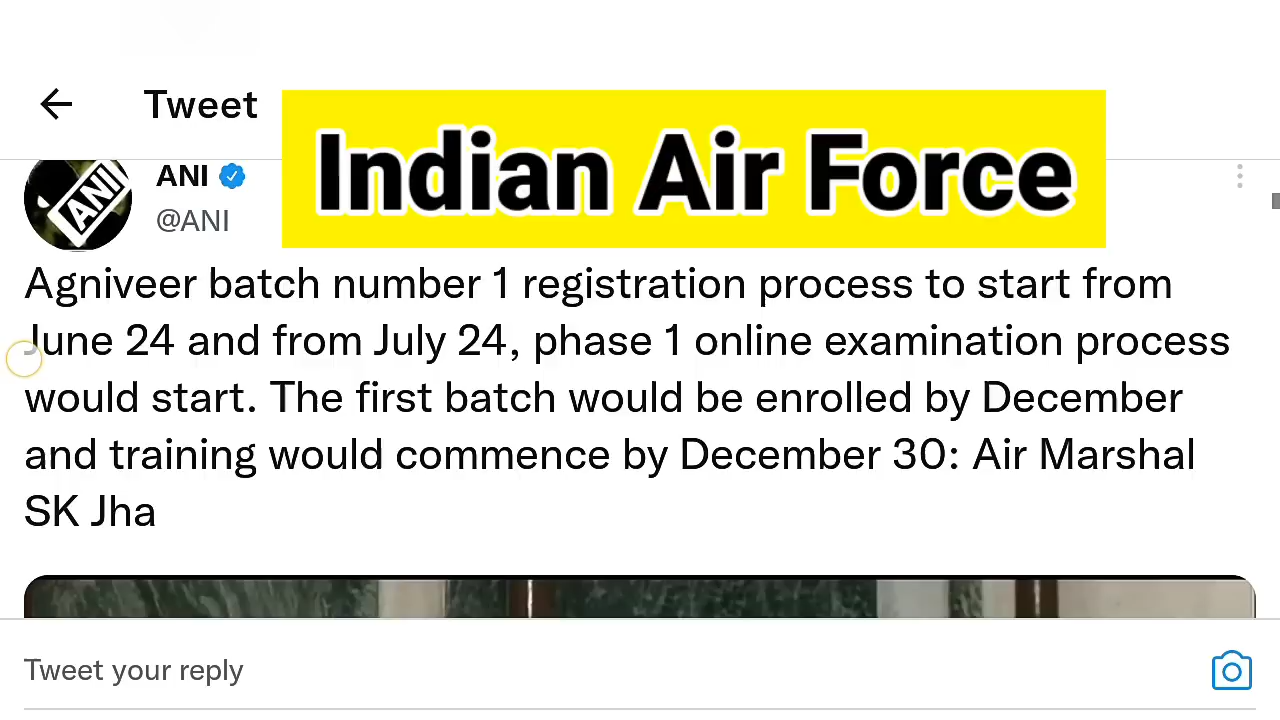 Tweet
Indian Air Force
ANI
@ANI
Agniveer batch number 1 registration process to start from
June 24 and from July 24, phase 1 online examination process
would start. The first batch would be enrolled by December
and training would commence by December 30: Air Marshal
SK Jha
Tweet your reply